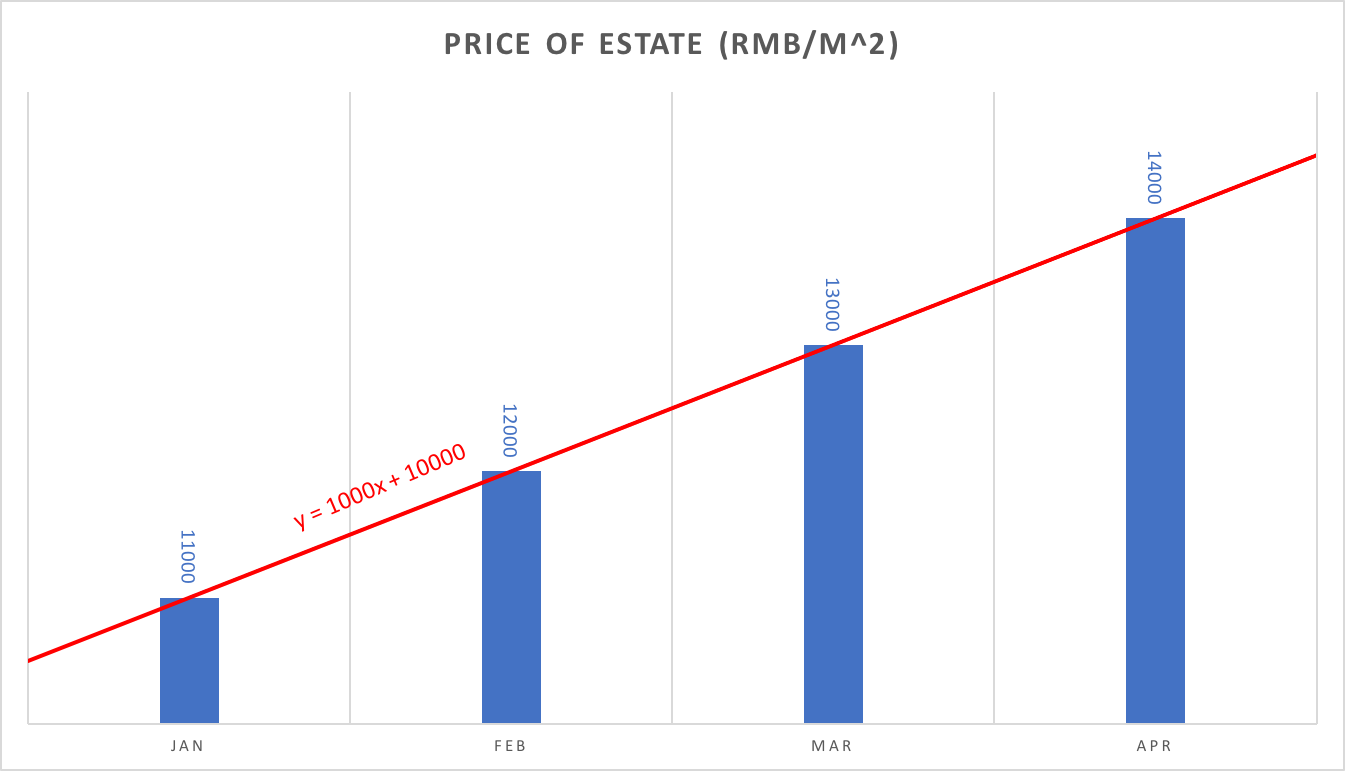 PRICE OF ESTATE (RMB/M^2)
14000
13000
12000
y = 1000x + 10000
11000
JAN
FEB
MAR
APR